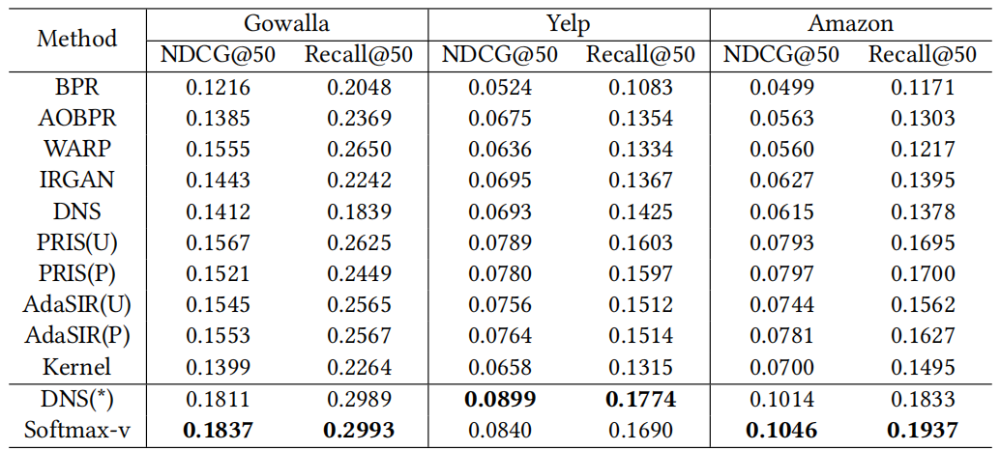 Method Gowalla Yelp Amazon
NDCG@50 Recall@50 NDCG@50 Recall@50 NDCG@50 Recall@50
BPR 0.1216 0.2048 0.0524 0.1083 0.0499 0.1171
AOBPR 0.1385 0.2369 0.0675 0.1354 0.0563 0.1303
WARP 0.1555 0.2650 0.0636 0.1334 0.0560 0.1217
IRGAN 0.1443 0.2242 0.0695 0.1367 0.0627 0.1395
DNS 0.1412 0.1839 0.0693 0.1425 0.0615 0.1378
PRIS(U) 0.1567 0.2625 0.0789 0.1603 0.0793 0.1695
PRIS(P) 0.1521 0.2449 0.0780 0.1597 0.0797 0.1700
AdaSIR(U) 0.1545 0.2565 0.0756 0.1512 0.0744 0.1562
AdaSIR(P) 0.1553 0.2567 0.0764 0.1514 0.0781 0.1627
Kernel 0.1399 0.2264 0.0658 0.1315 0.0700 0.1495
DNS(*) 0.1811 0.2989 0.0899 0.1774 0.1014 0.1833
Softmax-v 0.1837 0.2993 0.0840 0.1690 0.1046 0.1937